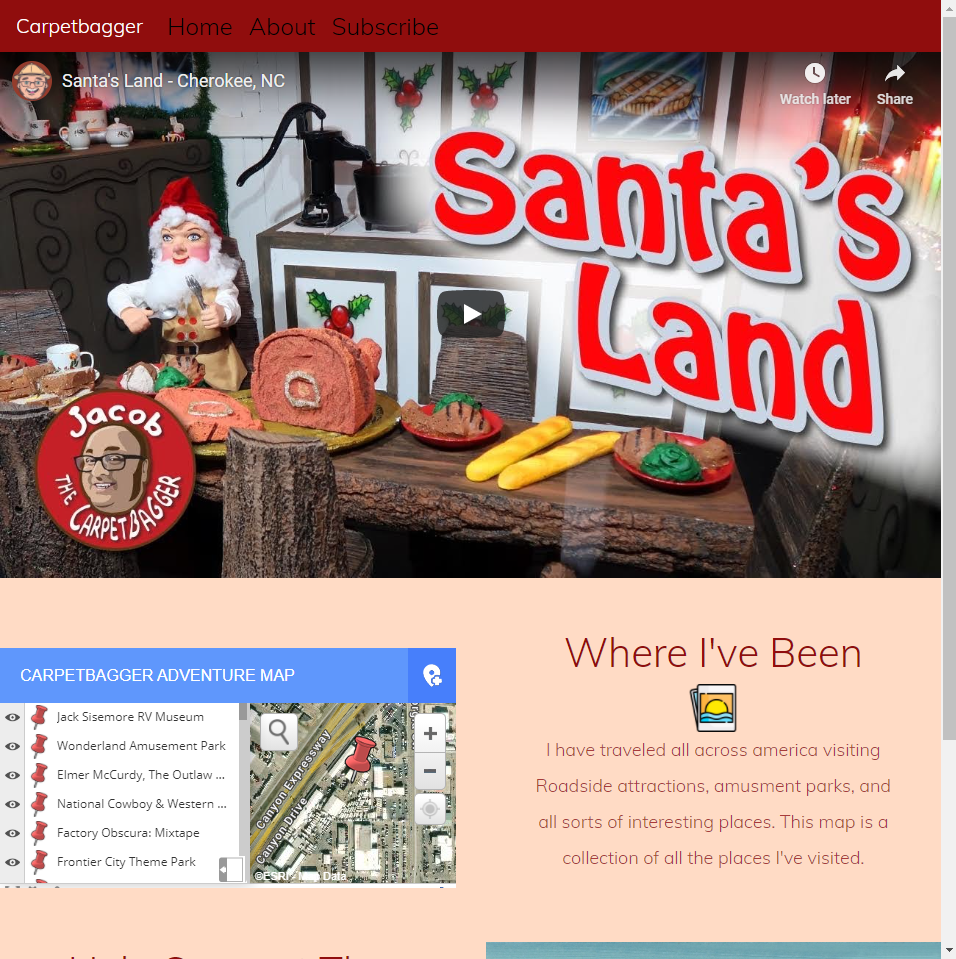 Carpetbagger Home About Subscribe
Santa's Land - Cherokee, NC
Watch later Share
Santa's
Land
Jacob
THE CARPETBAGGER
Where I've Been
CARPETBAGGER ADVENTURE MAP
Jack Sisemore RV Museum
Wonderland Amusement Park
Elmer McCurdy, The Outlaw ...
National Cowboy & Western ...
Factory Obscura: Mixtape
Frontier City Theme Park
Canyon Expressway
Canyon Drive
©ESRI - Map Data
I have traveled all across america visiting
Roadside attractions, amusment parks, and
all sorts of interesting places. This map is a
collection of all the places I've visited.